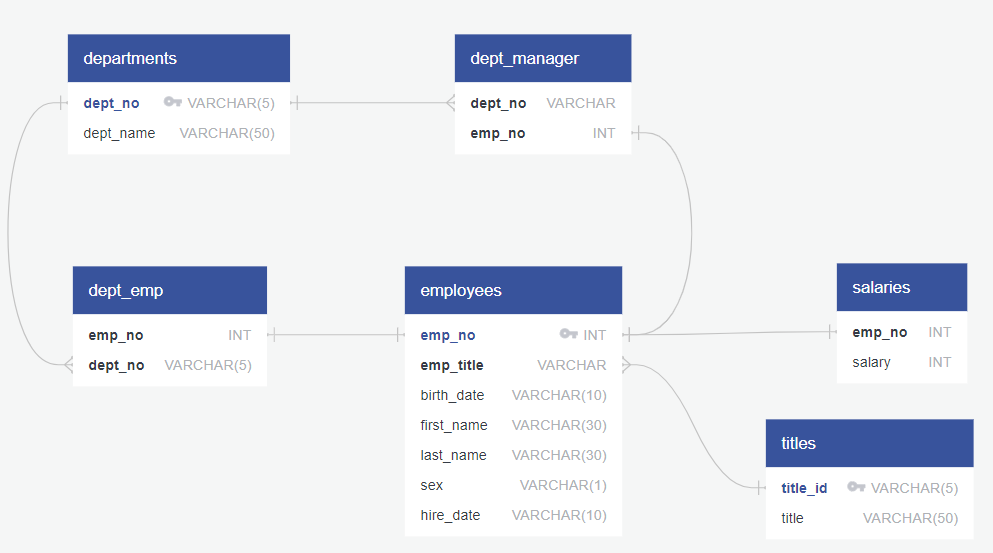 departments
dept_no VARCHAR(5)
dept_name VARCHAR(50)
dept_manager
dept_no VARCHAR
emp_no INT
dept_emp
emp_no INT
dept_no VARCHAR(5)
employees
emp_no INT
emp_title VARCHAR
birth_date VARCHAR(10)
first_name VARCHAR(30)
last_name VARCHAR(30)
sex VARCHAR(1)
hire_date VARCHAR(10)
salaries
emp_no INT
salary INT
titles
title_id VARCHAR(5)
title VARCHAR(50)